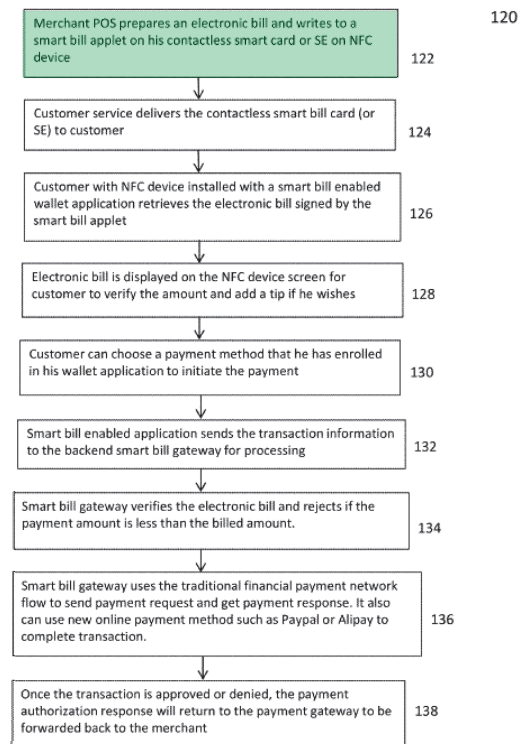 120
Merchant POS prepares an electronic bill and writes to a
smart bill applet on his contactless smart card or SE on NFC
device
122
Customer service delivers the contactless smart bill card (or
SE) to customer
124
Customer with NFC device installed with a smart bill enabled
wallet application retrieves the electronic bill signed by the
smart bill applet
126
Electronic bill is displayed on the NFC device screen for
customer to verify the amount and add a tip if he wishes
128
Customer can choose a payment method that he has enrolled
in his wallet application to initiate the payment
130
Smart bill enabled application sends the transaction information
to the backend smart bill gateway for processing
132
Smart bill gateway verifies the electronic bill and rejects if the
payment amount is less than the billed amount.
134
Smart bill gateway uses the traditional financial payment network
flow to send payment request and get payment response. It also
can use new online payment method such as Paypal or Alipay to
complete transaction.
136
Once the transaction is approved or denied, the payment
authorization response will return to the payment gateway to be
forwarded back to the merchant
138